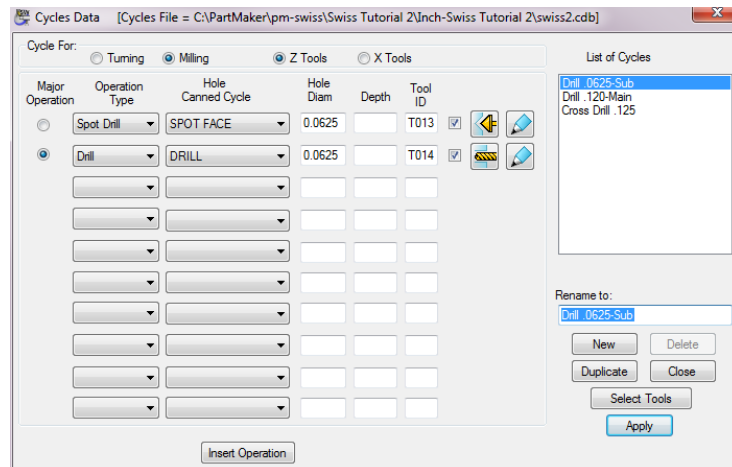 Cycles Data [Cycles File = C:\PartMaker\pm-swiss\Swiss Tutorial 2\Inch-Swiss Tutorial 2\swiss2.cdb]
Cycle For:
Turning Milling Z Tools X Tools
Major Operation Operation Type Hole Canned Cycle Hole Diam Depth Tool ID
Spot Drill SPOT FACE 0.0625 T013
Drill DRILL 0.0625 T014
Insert Operation
List of Cycles
Drill .0625-Sub
Drill .120-Main
Cross Drill .125
Rename to:
Drill .0625-Sub
New Delete
Duplicate Close
Select Tools
Apply